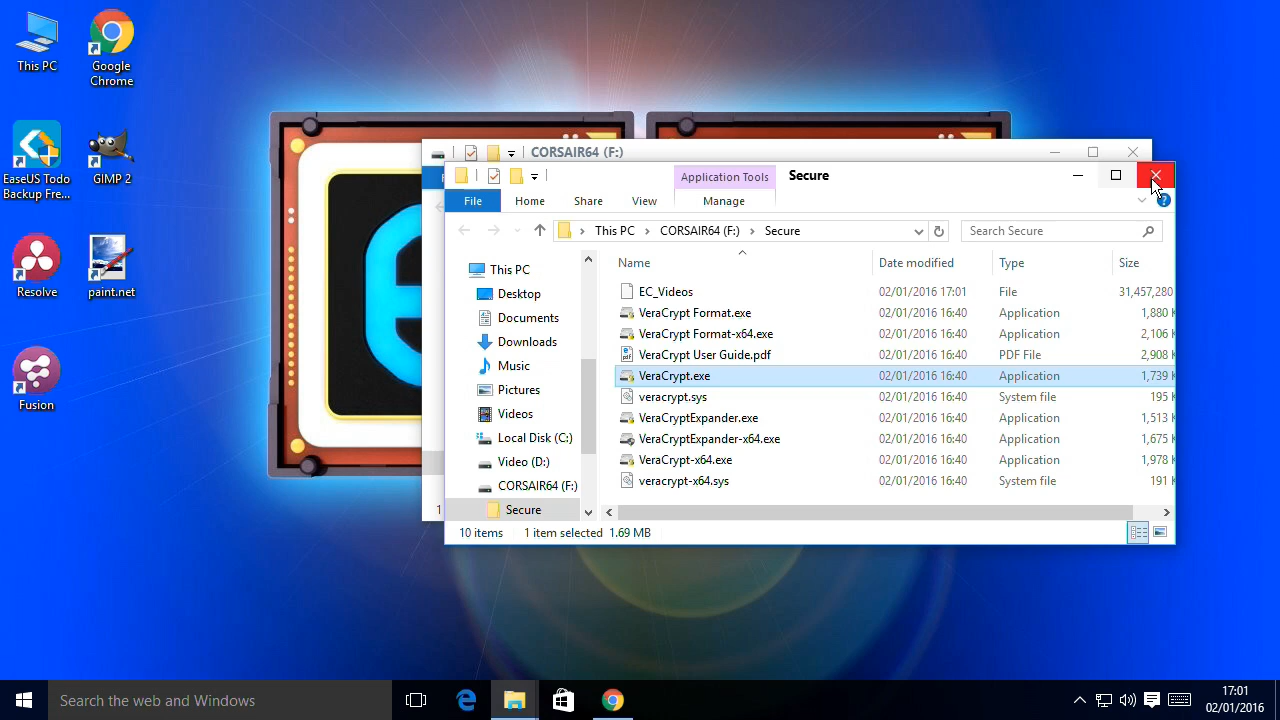 This PC
Google
Chrome
EaseUS Todo
Backup Fre...
GIMP 2
Resolve
paint.net
Fusion
CORSAIR64 (F:)
Application Tools
Secure
File
Home
Share
View
Manage
This PC
CORSAIR64 (F:)
Secure
Search Secure
This PC
Desktop
Documents
Downloads
Music
Pictures
Videos
Local Disk (C:)
Video (D:)
CORSAIR64 (F:)
Secure
Name Date modified Type Size
EC_Videos 02/01/2016 17:01 File 31,457,280
VeraCrypt Format.exe 02/01/2016 16:40 Application 1,880 K
VeraCrypt Format-x64.exe 02/01/2016 16:40 Application 2,106 K
VeraCrypt User Guide.pdf 02/01/2016 16:40 PDF File 2,908 K
VeraCrypt.exe 02/01/2016 16:40 Application 1,739 K
veracrypt.sys 02/01/2016 16:40 System file 195 K
VeraCryptExpander.exe 02/01/2016 16:40 Application 1,513 K
VeraCryptExpander-x64.exe 02/01/2016 16:40 Application 1,675 K
VeraCrypt-x64.exe 02/01/2016 16:40 Application 1,978 K
veracrypt-x64.sys 02/01/2016 16:40 System file 191 K
1
10 items 1 item selected 1.69 MB
Search the web and Windows
17:01
02/01/2016